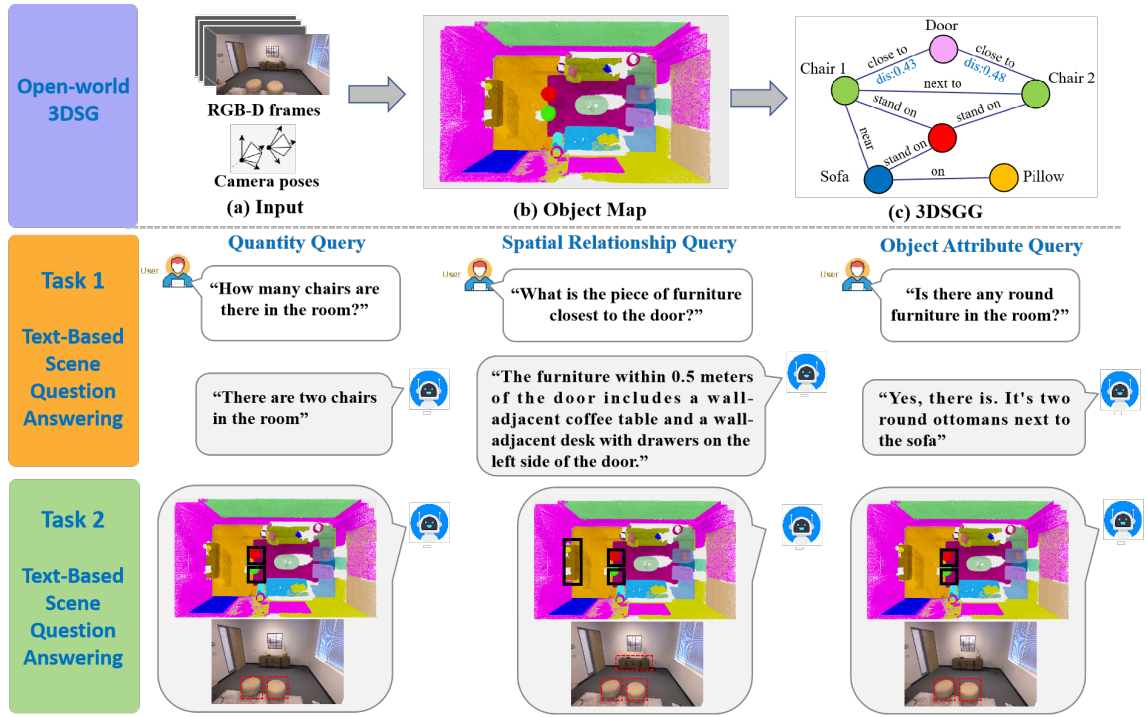 Open-world
3DSG
RGB-D frames
Camera poses
(a) Input
(b) Object Map
Door
close to
dis:0.43
close to
dis:0.48
Chair 1
Chair 2
next to
stand on
stand on
near
stand on
Sofa
on
Pillow
(c) 3DSGG
Task 1
Text-Based
Scene
Question
Answering
Quantity Query
User
“How many chairs are
there in the room?”
“There are two chairs
in the room”
Spatial Relationship Query
User
“What is the piece of furniture
closest to the door?”
“The furniture within 0.5 meters
of the door includes a wall-
adjacent coffee table and a wall-
adjacent desk with drawers on the
left side of the door.”
Object Attribute Query
User
“Is there any round
furniture in the room?”
“Yes, there is. It's two
round ottomans next to
the sofa”
Task 2
Text-Based
Scene
Question
Answering